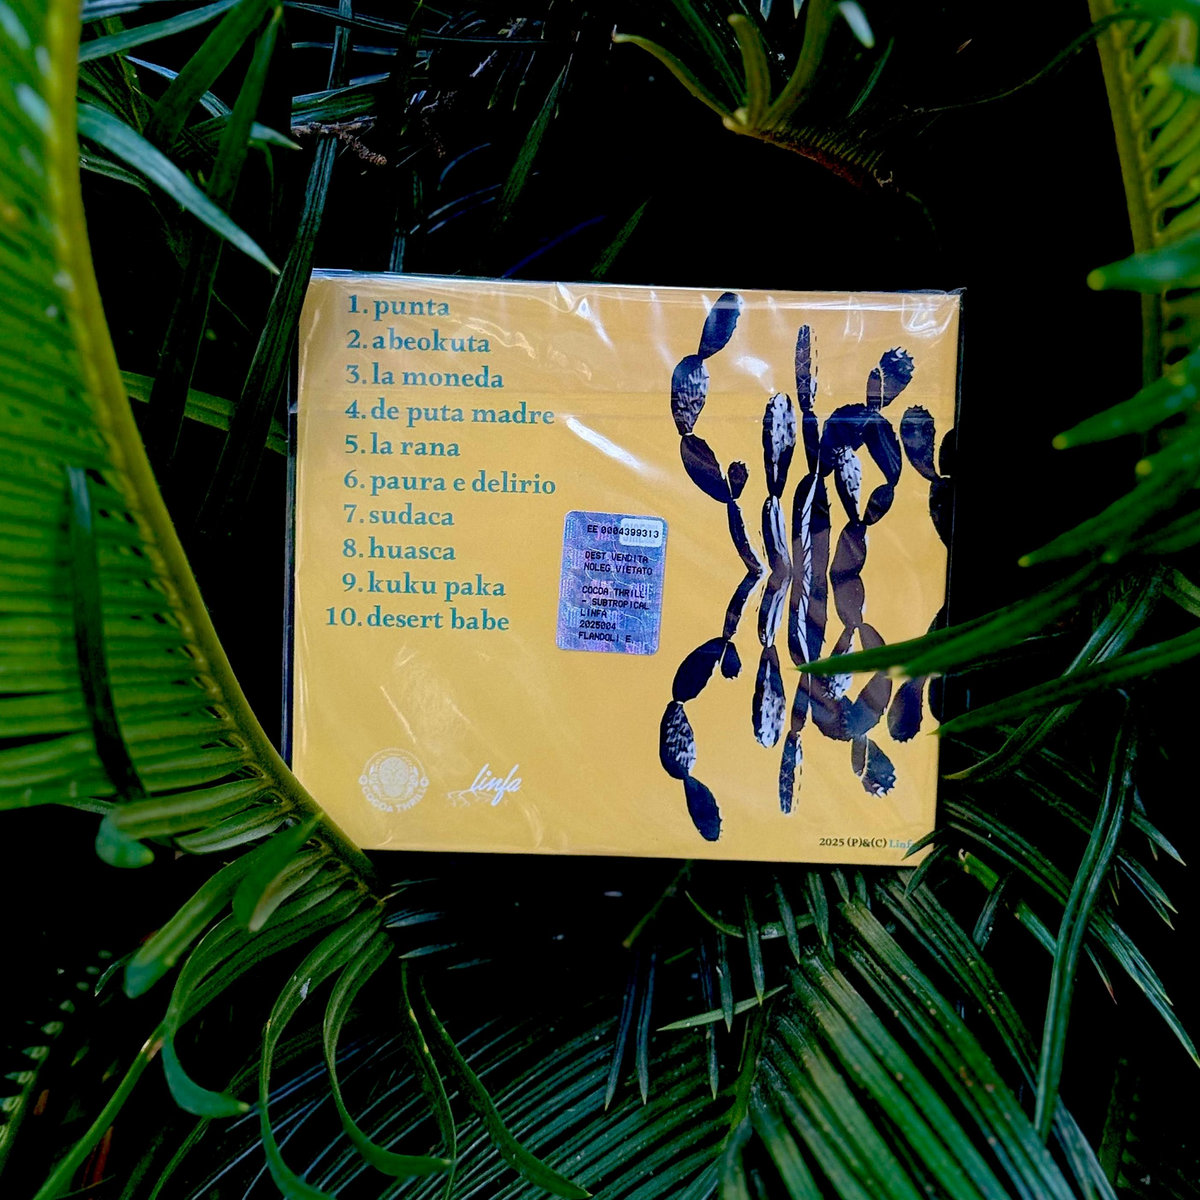 1. punta
2. abeokuta
3. la moneda
4. de puta madre
5. la rana
6. paura e delirio
7. sudaca
8. huasca
9. kuku paka
10. desert babe
EE 0004399313
DEST.VENDITA
NOLEG.VIETATO
COCOA THRILL
- SUBTROPICAL
LINFA
2025004
FLANDOLI E.
COCOA THRILL
linfa
2025 (P)&(C) Linfa